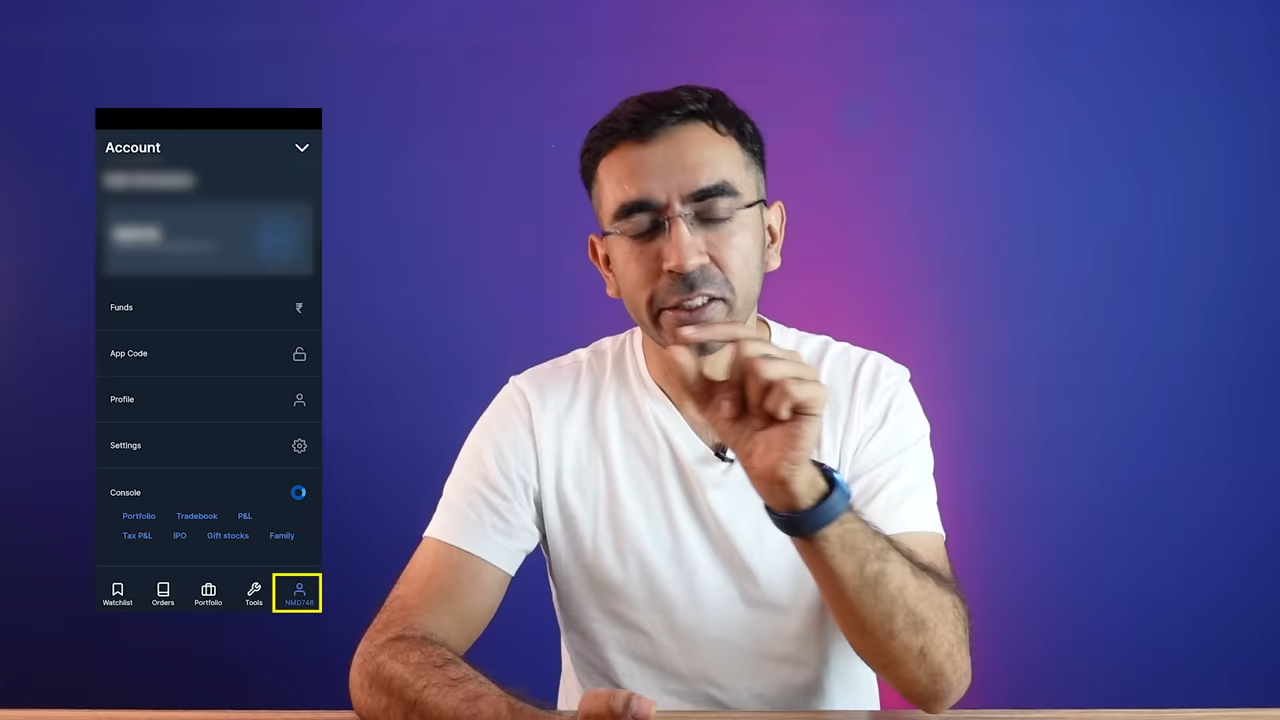 Account
Funds ₹
App Code
Profile
Settings
Console
Portfolio Tradebook P&L
Tax P&L IPO Gift stocks Family
Watchlist Orders Portfolio Tools NMD748